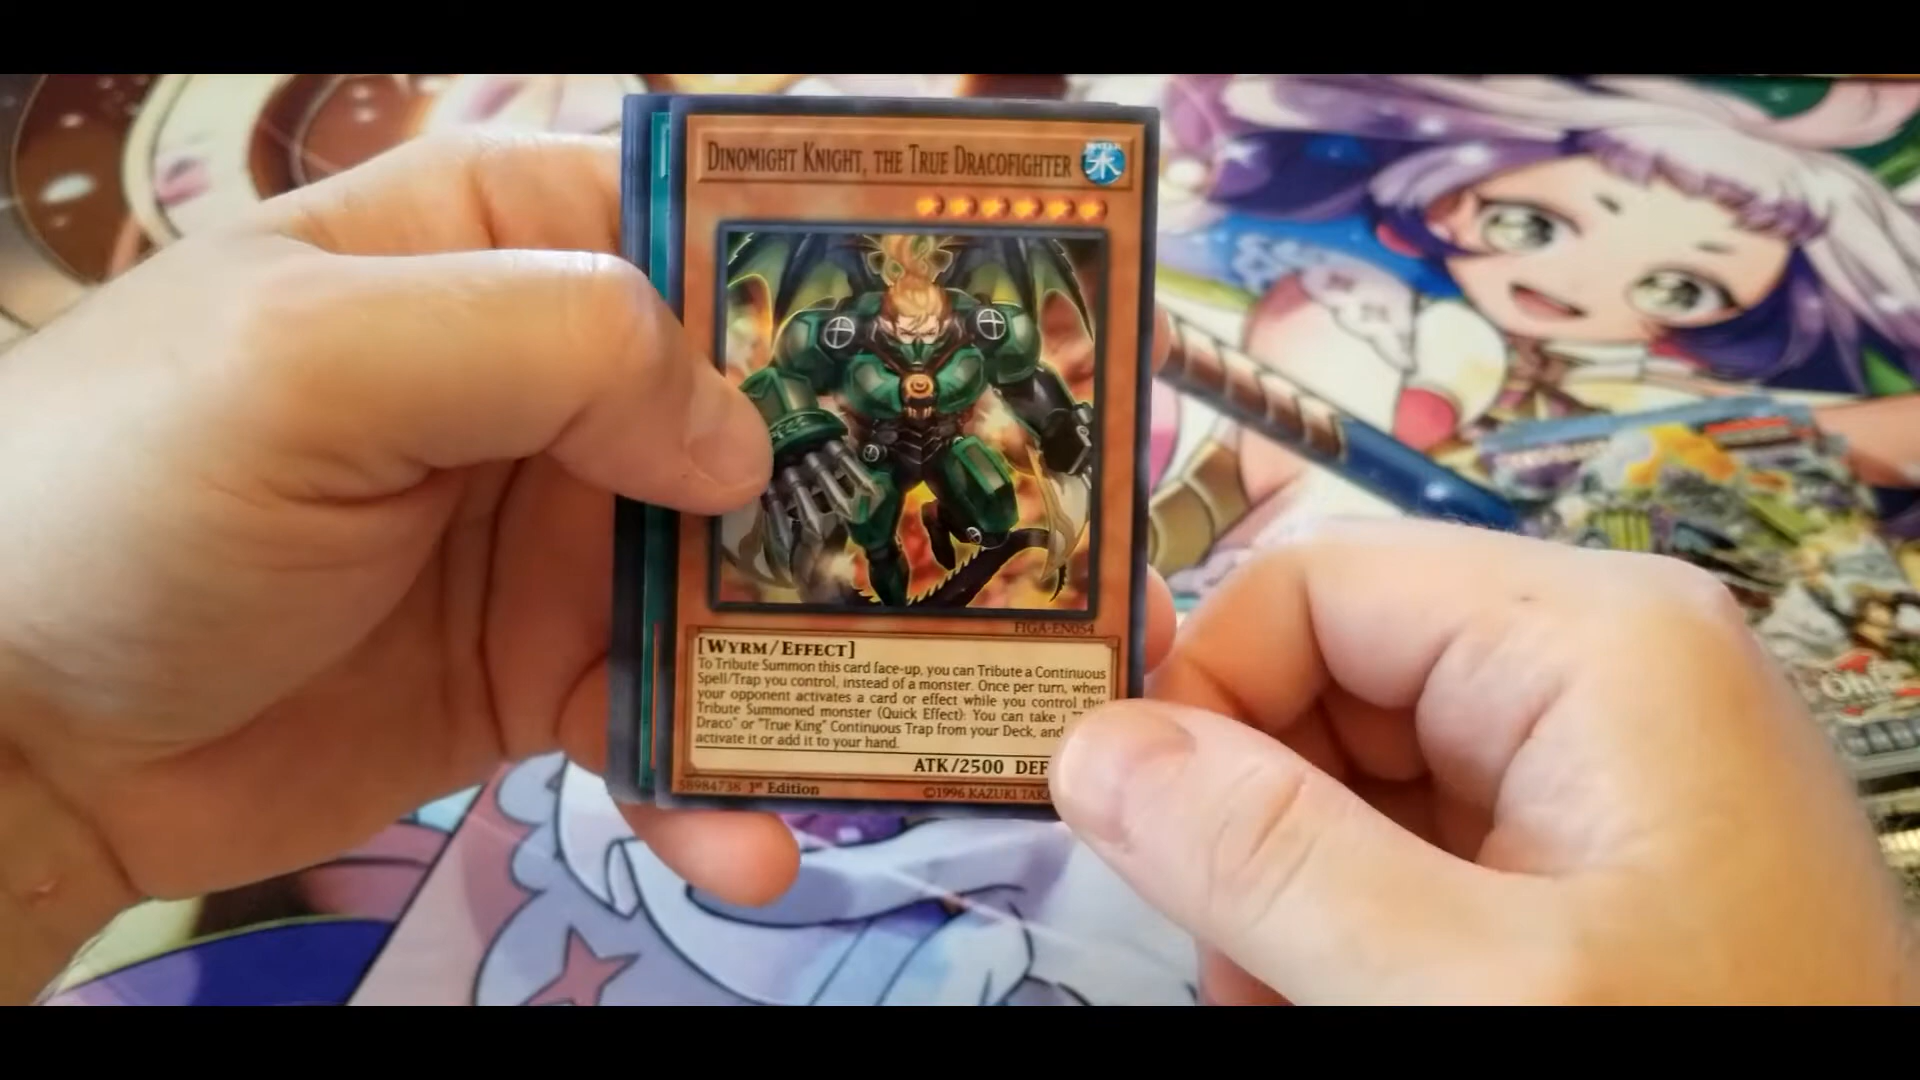 DINOMIGHT KNIGHT, THE TRUE DRACOFIGHTER
WATER
水
FIGA-EN054
[WYRM/EFFECT]
To Tribute Summon this card face-up, you can Tribute a Continuous
Spell/Trap you control, instead of a monster. Once per turn, when
your opponent activates a card or effect while you control this
Tribute Summoned monster (Quick Effect): You can take 1
Draco" or "True King" Continuous Trap from your Deck, and
activate it or add it to your hand.
ATK/2500 DEF
58984738 1st Edition
©1996 KAZUKI TAKA